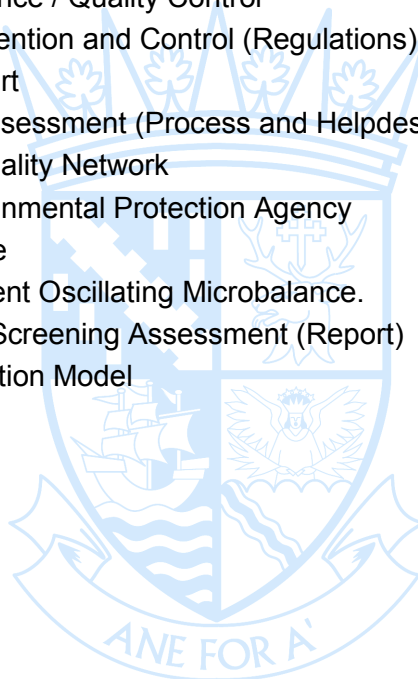 nce / Quality Control
ention and Control (Regulations)
rt
sessment (Process and Helpdes
ality Network
nmental Protection Agency
e
ent Oscillating Microbalance.
Screening Assessment (Report)
tion Model
ANE FOR A'